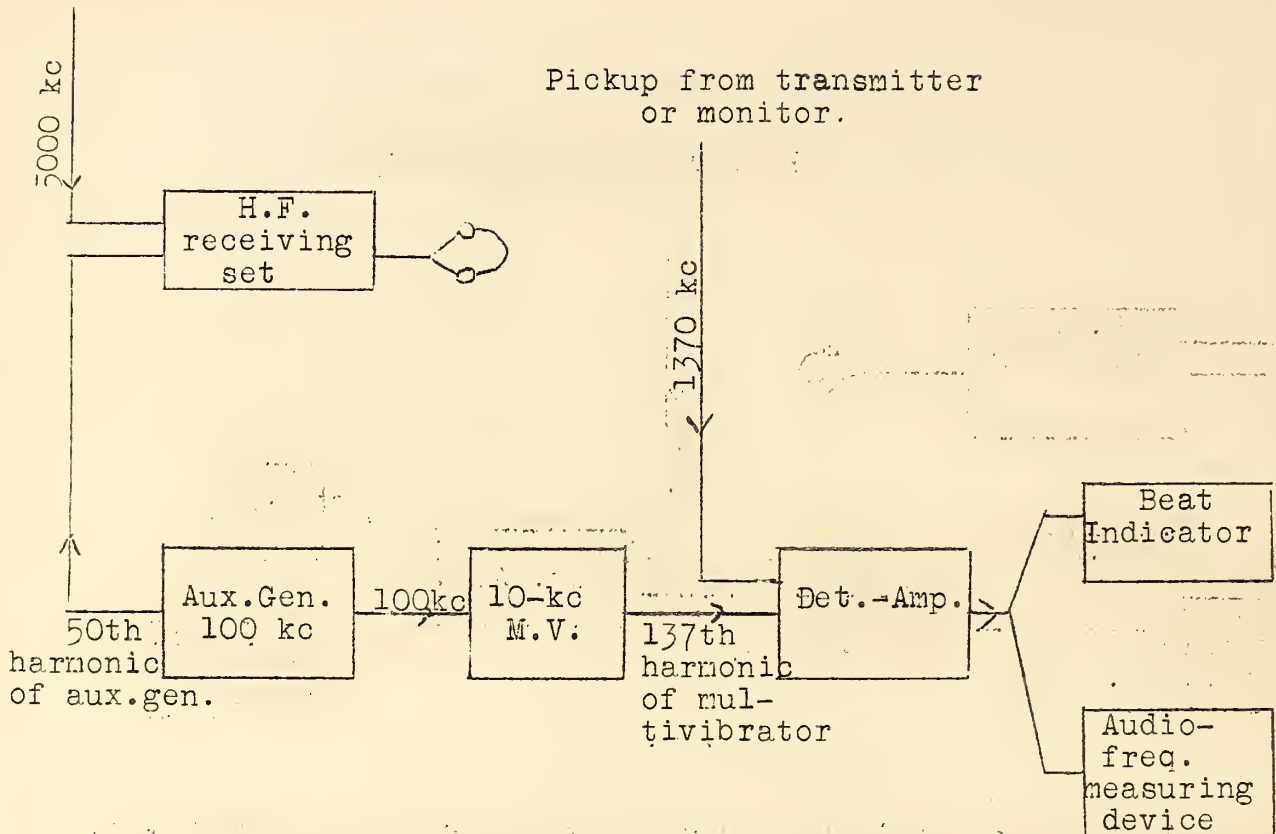 5000 kc
Pickup from transmitter
or monitor.
H.F.
receiving
set
1370 kc
Beat
Indicator
Aux.Gen.
100 kc
100kc
10-kc
M.V.
Det.-Amp.
50th
harmonic
of aux.gen.
137th
harmonic
of mul-
tivibrator
Audio-
freq.
measuring
device